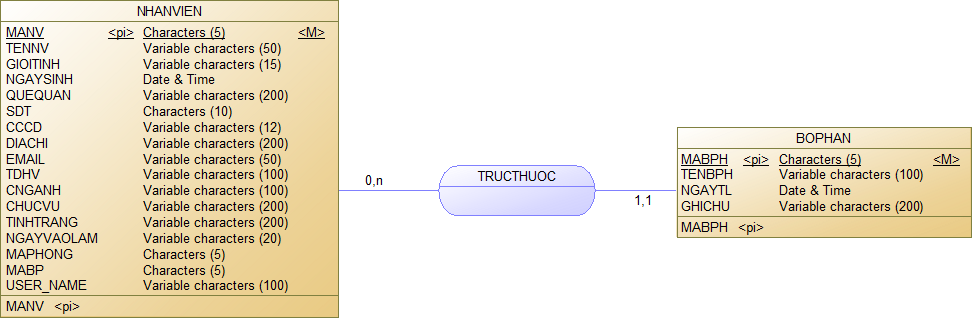 NHANVIEN
MANV <pi> Characters (5) <M>
TENNV Variable characters (50)
GIOITINH Variable characters (15)
NGAYSINH Date & Time
QUEQUAN Variable characters (200)
SDT Characters (10)
CCCD Variable characters (12)
DIACHI Variable characters (200)
EMAIL Variable characters (50)
TDHV Variable characters (100)
CNGANH Variable characters (100)
CHUCVU Variable characters (200)
TINHTRANG Variable characters (200)
NGAYVAOLAM Variable characters (20)
MAPHONG Characters (5)
MABP Characters (5)
USER_NAME Variable characters (100)
MANV <pi>
0,n
TRUCTHUOC
1,1
BOPHAN
MABPH <pi> Characters (5) <M>
TENBPH Variable characters (100)
NGAYTL Date & Time
GHICHU Variable characters (200)
MABPH <pi>